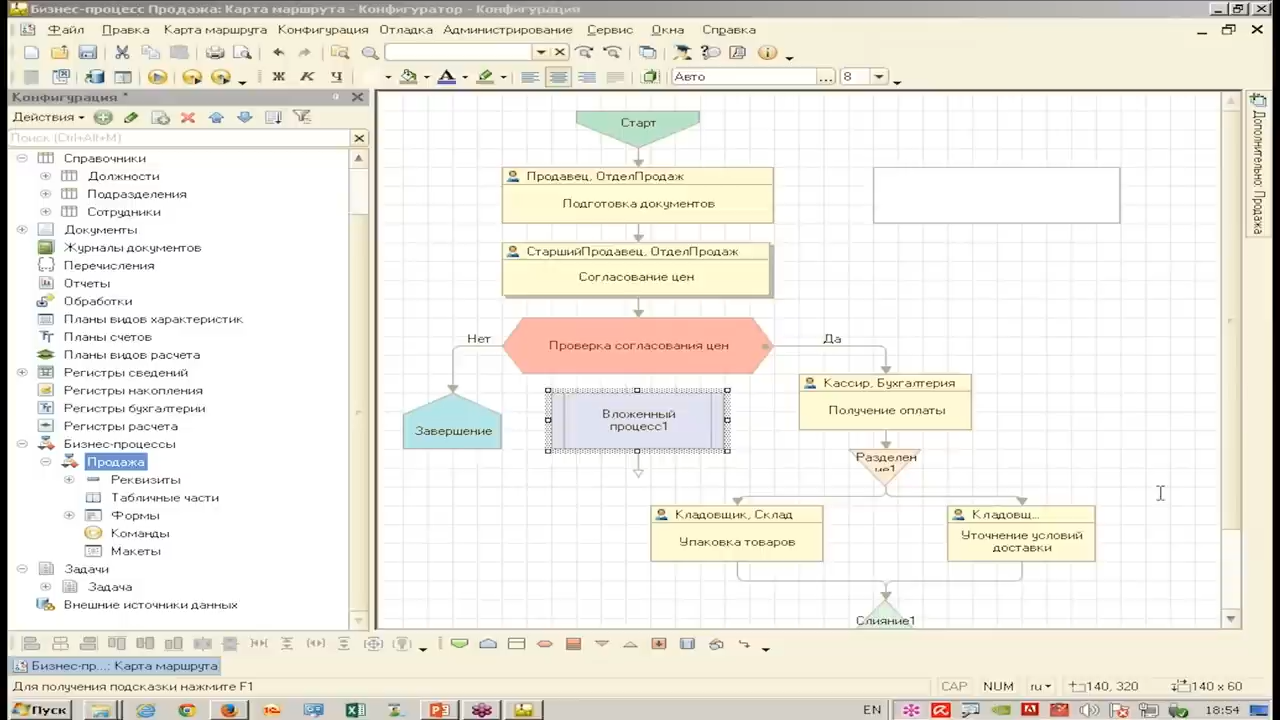 Бизнес-процесс Продажа: Карта маршрута - Конфигуратор - Конфигурация
Файл Правка Карта маршрута Конфигурация Отладка Администрирование Сервис Окна Справка
Ж К Ч Авто ... 8
Конфигурация *
Действия
Поиск (Ctrl+Alt+M)
Справочники
Должности
Подразделения
Сотрудники
Документы
Журналы документов
Перечисления
Отчеты
Обработки
Планы видов характеристик
Планы счетов
Планы видов расчета
Регистры сведений
Регистры накопления
Регистры бухгалтерии
Регистры расчета
Бизнес-процессы
Продажа
Реквизиты
Табличные части
Формы
Команды
Макеты
Задачи
Задача
Внешние источники данных
Старт
Продавец, ОтделПродаж
Подготовка документов
СтаршийПродавец, ОтделПродаж
Согласование цен
Нет
Проверка согласования цен
Да
Кассир, Бухгалтерия
Получение оплаты
Завершение
Вложенный
процесс1
Разделен
ие1
Кладовщик, Склад
Упаковка товаров
Кладовщ...
Уточнение условий
доставки
Слияние1
Дополнительно: Продажа
Бизнес-пр...: Карта маршрута
Для получения подсказки нажмите F1
CAP NUM ru 140, 320 140 x 60
Пуск
EN 18:54